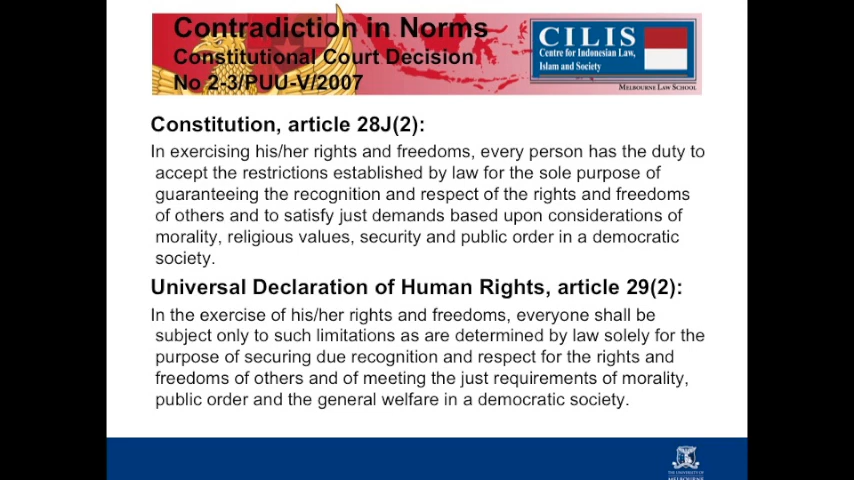 Contradiction in Norms
Constitutional Court Decision
No 2-3/PUU-V/2007
CILIS
Centre for Indonesian Law,
Islam and Society
MELBOURNE LAW SCHOOL
Constitution, article 28J(2):
In exercising his/her rights and freedoms, every person has the duty to
accept the restrictions established by law for the sole purpose of
guaranteeing the recognition and respect of the rights and freedoms
of others and to satisfy just demands based upon considerations of
morality, religious values, security and public order in a democratic
society.
Universal Declaration of Human Rights, article 29(2):
In the exercise of his/her rights and freedoms, everyone shall be
subject only to such limitations as are determined by law solely for the
purpose of securing due recognition and respect for the rights and
freedoms of others and of meeting the just requirements of morality,
public order and the general welfare in a democratic society.
THE UNIVERSITY OF
MELBOURNE